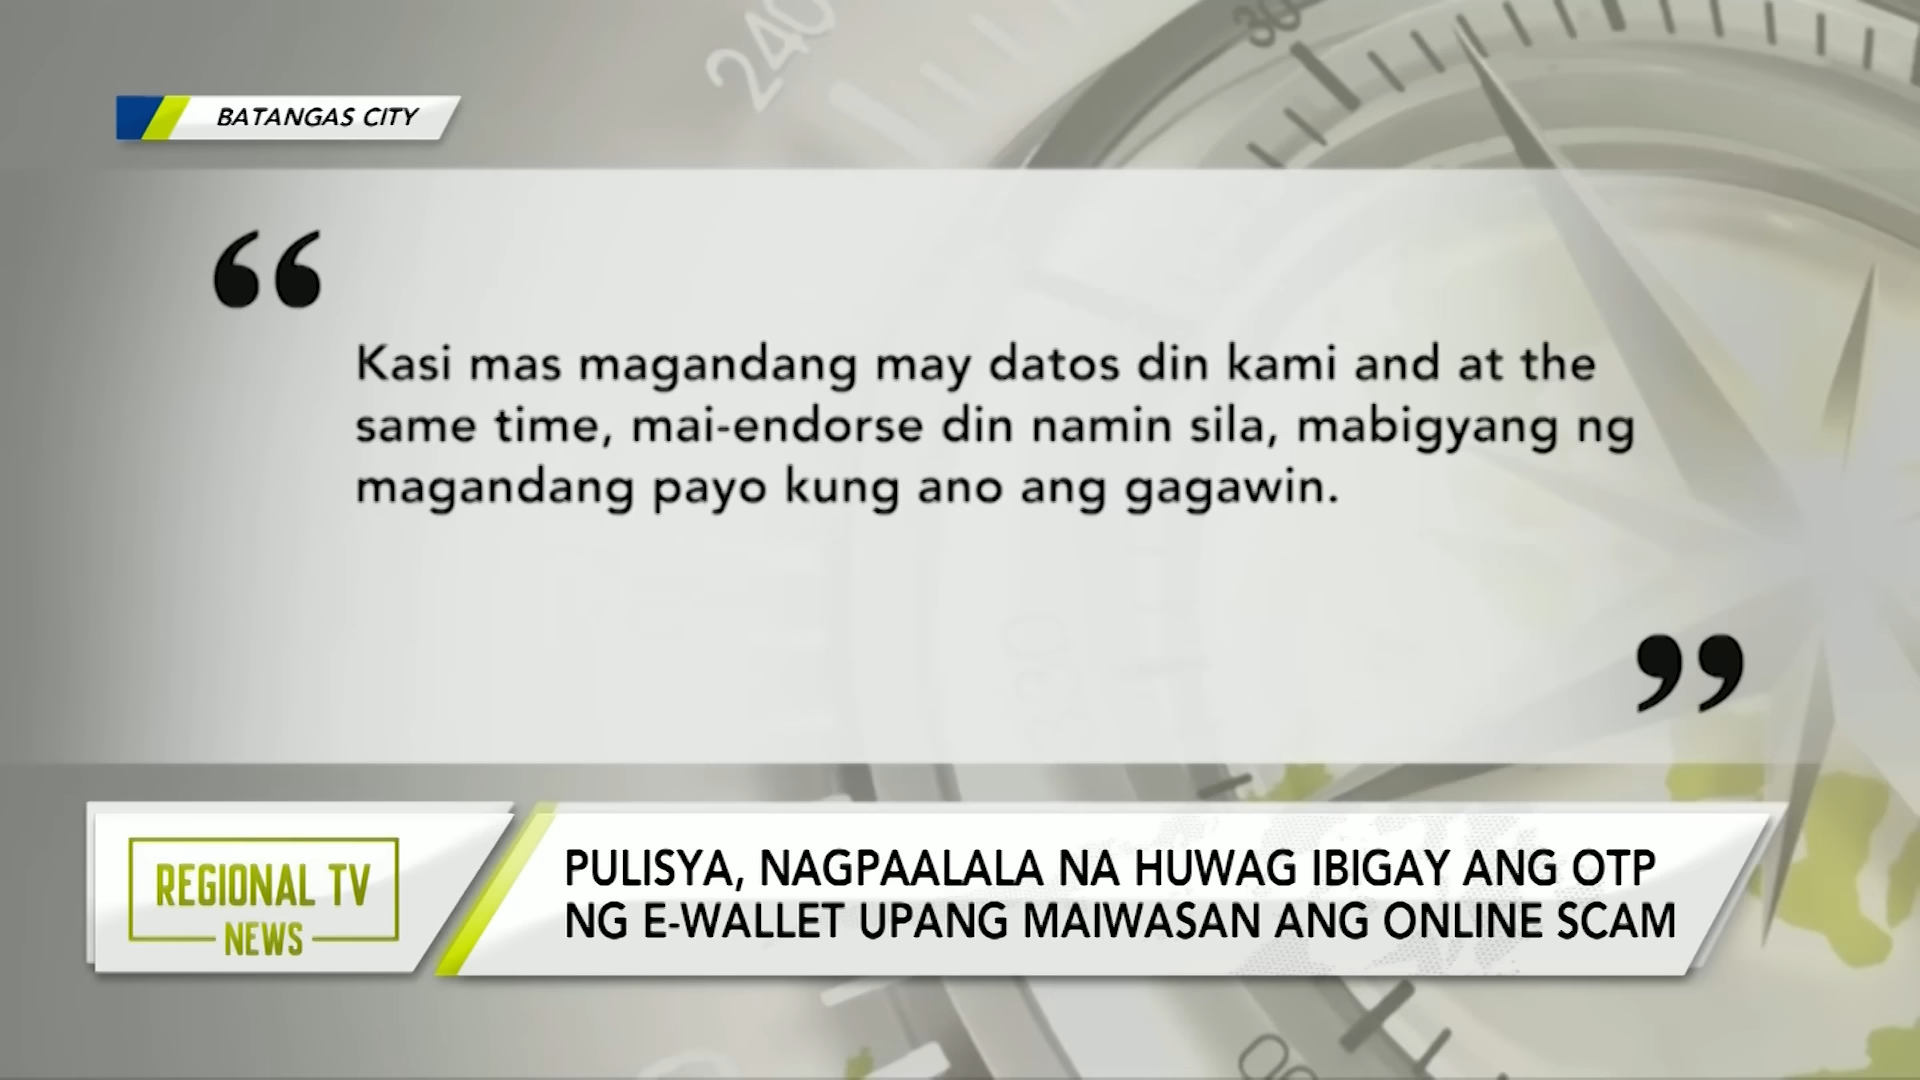 240
30
BATANGAS CITY
“
Kasi mas magandang may datos din kami and at the
same time, mai-endorse din namin sila, mabigyang ng
magandang payo kung ano ang gagawin.
”
REGIONAL TV
NEWS
PULISYA, NAGPAALALA NA HUWAG IBIGAY ANG OTP
NG E-WALLET UPANG MAIWASAN ANG ONLINE SCAM